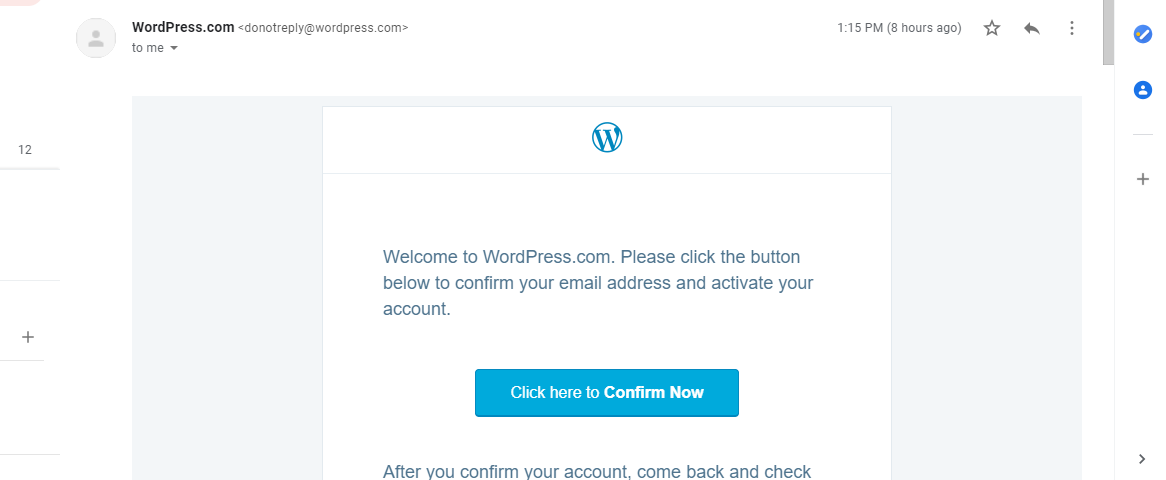 WordPress.com <donotreply@wordpress.com> 1:15 PM (8 hours ago)
to me
12
Welcome to WordPress.com. Please click the button
below to confirm your email address and activate your
account.
Click here to Confirm Now
After you confirm your account, come back and check